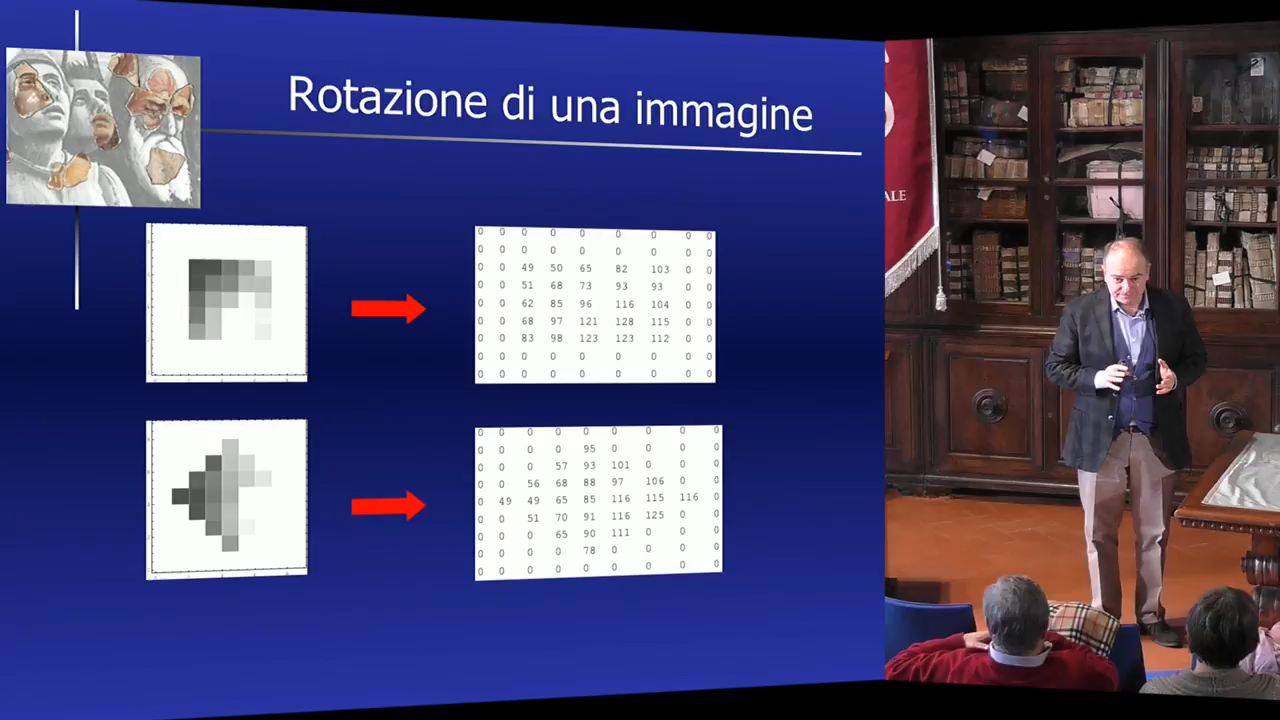 Rotazione di una immagine
0 0 0 0 0 0 0 0 0
0 0 0 0 0 0 0 0 0
0 0 49 50 65 82 103 0 0
0 0 51 68 73 93 93 0 0
0 0 62 85 96 116 104 0 0
0 0 68 97 121 128 115 0 0
0 0 83 98 123 123 112 0 0
0 0 0 0 0 0 0 0 0
0 0 0 0 0 0 0 0 0
0 0 0 0 0 0 0 0 0
0 0 0 0 95 0 0 0 0
0 0 0 57 93 101 0 0 0
0 0 56 68 88 97 106 0 0
0 49 49 65 85 116 115 116 0
0 0 51 70 91 116 125 0 0
0 0 0 65 90 111 0 0 0
0 0 0 0 78 0 0 0 0
0 0 0 0 0 0 0 0 0
ALE